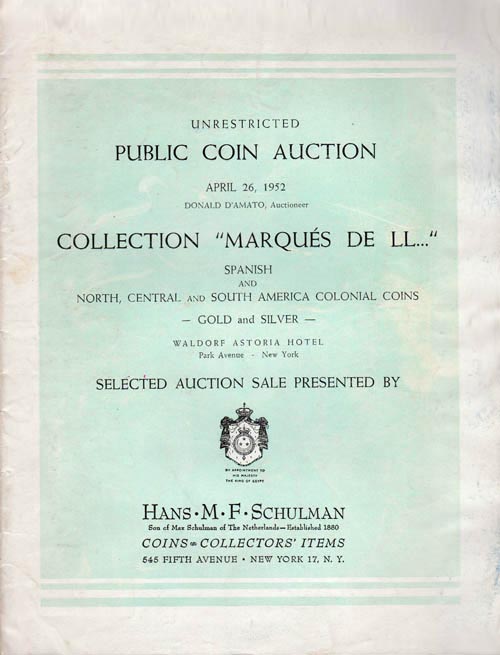 UNRESTRICTED
PUBLIC COIN AUCTION
APRIL 26, 1952
DONALD D'AMATO, Auctioneer
COLLECTION "MARQUÉS DE LL..."
SPANISH
AND
NORTH, CENTRAL AND SOUTH AMERICA COLONIAL COINS
— GOLD and SILVER —
WALDORF ASTORIA HOTEL
Park Avenue - New York
SELECTED AUCTION SALE PRESENTED BY
BY APPOINTMENT TO
HIS MAJESTY
THE KING OF EGYPT
HANS · M · F · SCHULMAN
Son of Max Schulman of The Netherlands — Established 1880
COINS = COLLECTORS' ITEMS
545 FIFTH AVENUE • NEW YORK 17, N. Y.